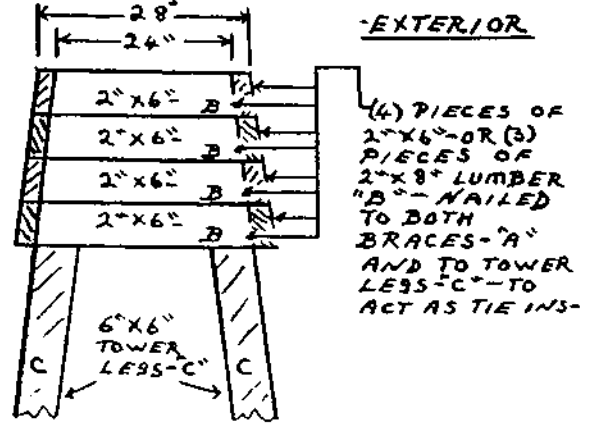 28"
24"
-EXTERIOR
2"X6"- B
2"X6"- B
2"X6"- B
2"X6"- B
(4) PIECES OF
2"X6"-OR (3)
PIECES OF
2"X8" LUMBER
"B"-NAILED
TO BOTH
BRACES-"A"
AND TO TOWER
LEGS-"C"-TO
ACT AS TIE INS-
6"X6"
TOWER
LEGS-"C"
C
C